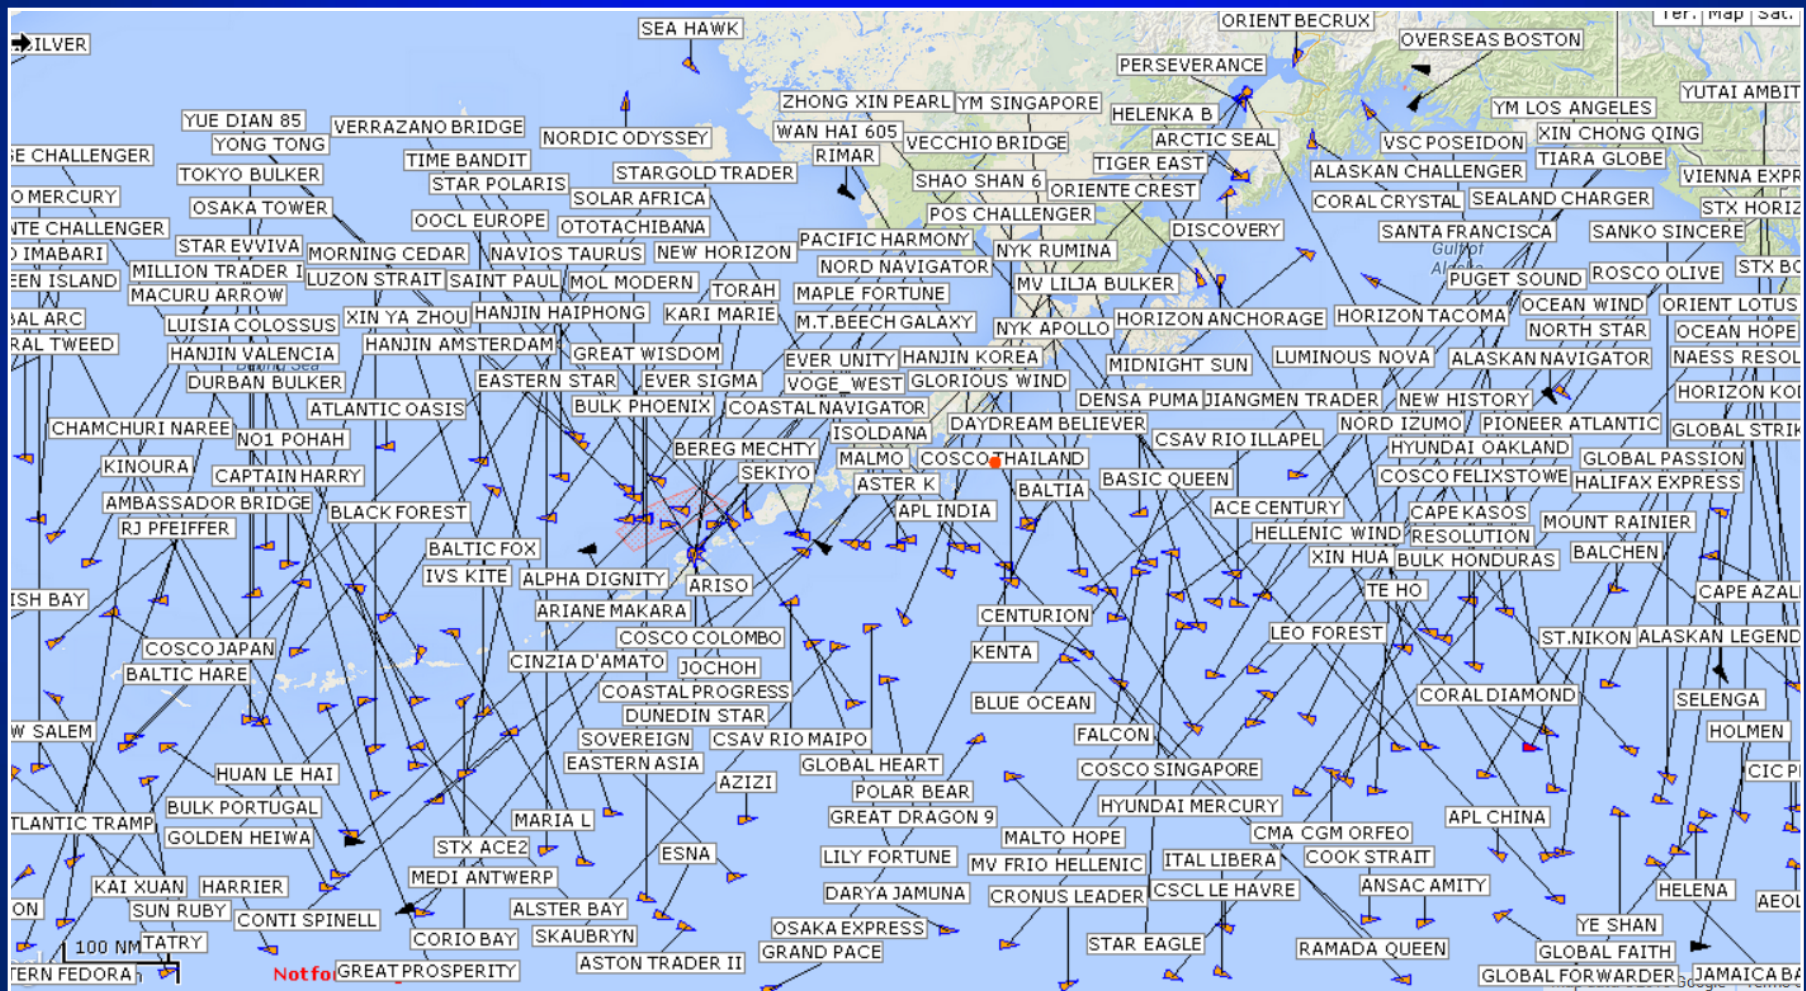 SEA HAWK
ORIENT BECRUX
Ter. Map Sat.
SILVER
OVERSEAS BOSTON
PERSEVERANCE
YUTAI AMBIT
ZHONG XIN PEARL
YM SINGAPORE
YM LOS ANGELES
HELENKA B
YUE DIAN 85
VERRAZANO BRIDGE
WAN HAI 605
XIN CHONG QING
NORDIC ODYSSEY
ARCTIC SEAL
YONG TONG
VECCHIO BRIDGE
VSC POSEIDON
SE CHALLENGER
TIME BANDIT
RIMAR
TIARA GLOBE
TIGER EAST
TOKYO BULKER
STARGOLD TRADER
ALASKAN CHALLENGER
VIENNA EXPR
STAR POLARIS
SHAO SHAN 6
ORIENTE CREST
O MERCURY
SOLAR AFRICA
CORAL CRYSTAL
SEALAND CHARGER
OSAKA TOWER
STX HORIZ
POS CHALLENGER
OOCL EUROPE
OTOTACHIBANA
NTE CHALLENGER
DISCOVERY
SANTA FRANCISCA
SANKO SINCERE
PACIFIC HARMONY
STAR EVVIVA
Gulf of
O IMABARI
MORNING CEDAR
NAVIOS TAURUS
NEW HORIZON
NYK RUMINA
NORD NAVIGATOR
STX BO
MILLION TRADER I
ROSCO OLIVE
EEN ISLAND
LUZON STRAIT
SAINT PAUL
MOL MODERN
PUGET SOUND
MV LILJA BULKER
TORAH
MAPLE FORTUNE
MACURU ARROW
OCEAN WIND
ORIENT LOTUS
XIN YA ZHOU
HANJIN HAIPHONG
KARI MARIE
HORIZON TACOMA
BAL ARC
HORIZON ANCHORAGE
M.T.BEECH GALAXY
LUISIA COLOSSUS
NYK APOLLO
NORTH STAR
OCEAN HOPE
RAL TWEED
HANJIN AMSTERDAM
HANJIN VALENCIA
GREAT WISDOM
EVER UNITY
HANJIN KOREA
LUMINOUS NOVA
ALASKAN NAVIGATOR
NAESS RESOL
MIDNIGHT SUN
DURBAN BULKER
EASTERN STAR
EVER SIGMA
VOGE_WEST
GLORIOUS WIND
HORIZON KO
DENSA PUMA
JIANGMEN TRADER
NEW HISTORY
ATLANTIC OASIS
BULK PHOENIX
COASTAL NAVIGATOR
DAYDREAM BELIEVER
NORD IZUMO
PIONEER ATLANTIC
CHAMCHURI NAREE
ISOLDANA
GLOBAL STRIK
NO1 POHAH
CSAV RIO ILLAPEL
BEREG MECHTY
HYUNDAI OAKLAND
MALMO
COSCO THAILAND
GLOBAL PASSION
KINOURA
CAPTAIN HARRY
SEKIYO
BASIC QUEEN
COSCO FELIXSTOWE
ASTER K
HALIFAX EXPRESS
BALTIA
AMBASSADOR BRIDGE
ACE CENTURY
APL INDIA
BLACK FOREST
CAPE KASOS
MOUNT RAINIER
RJ PFEIFFER
HELLENIC WIND
RESOLUTION
BALTIC FOX
BALCHEN
XIN HUA
BULK HONDURAS
IVS KITE
ALPHA DIGNITY
ARISO
TE HO
CAPE AZAL
ISH BAY
ARIANE MAKARA
CENTURION
LEO FOREST
COSCO COLOMBO
ST.NIKON
ALASKAN LEGEND
COSCO JAPAN
KENTA
CINZIA D'AMATO
JOCHOH
BALTIC HARE
COASTAL PROGRESS
CORAL DIAMOND
SELENGA
BLUE OCEAN
DUNEDIN STAR
W SALEM
HOLMEN
FALCON
SOVEREIGN
CSAV RIO MAIPO
EASTERN ASIA
GLOBAL HEART
COSCO SINGAPORE
HUAN LE HAI
AZIZI
POLAR BEAR
BULK PORTUGAL
HYUNDAI MERCURY
GREAT DRAGON 9
APL CHINA
MARIA L
TLANTIC TRAMP
CMA CGM ORFEO
GOLDEN HEIWA
MALTO HOPE
STX ACE2
ESNA
LILY FORTUNE
COOK STRAIT
ITAL LIBERA
MV FRIO HELLENIC
MEDI ANTWERP
KAI XUAN
HARRIER
ANSAC AMITY
HELENA
CSCL LE HAVRE
DARYA JAMUNA
CRONUS LEADER
AEOL
ON
SUN RUBY
ALSTER BAY
CONTI SPINELL
YE SHAN
OSAKA EXPRESS
SKAUBRYN
CORIO BAY
TATRY
100 NM
STAR EAGLE
RAMADA QUEEN
GRAND PACE
GLOBAL FAITH
ASTON TRADER II
TERN FEDORA
Not for
GREAT PROSPERITY
GLOBAL FORWARDER
JAMAICA BA